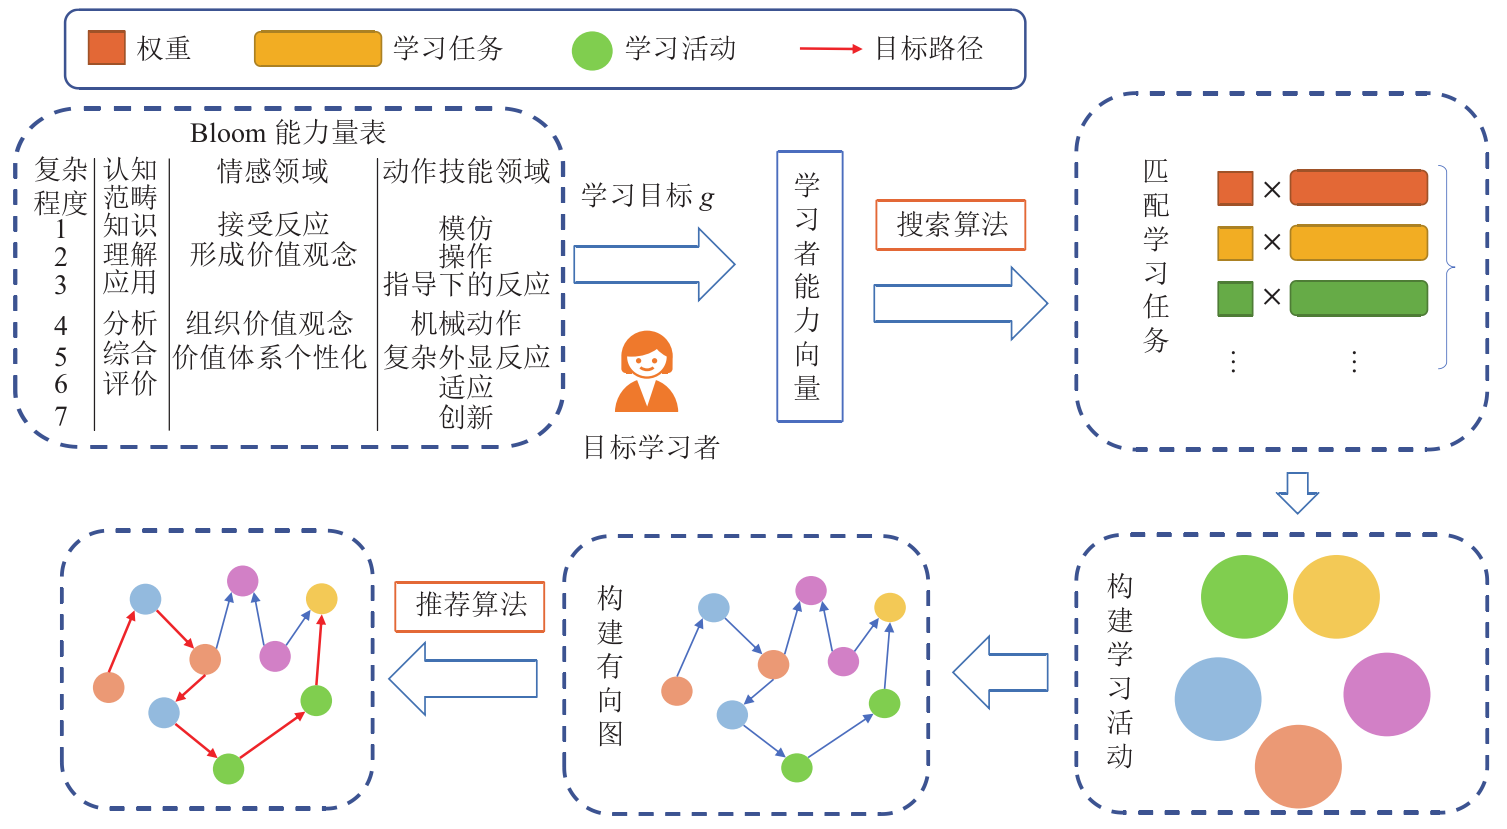 权重 学习任务 学习活动 目标路径
Bloom 能力量表
复杂程度 认知范畴 情感领域 动作技能领域
1 知识 接受反应 模仿
2 理解 形成价值观念 操作
3 应用 指导下的反应
4 分析 组织价值观念 机械动作
5 综合 价值体系个性化 复杂外显反应
6 评价 适应
7 创新
学习目标 g
目标学习者
学习者能力向量
搜索算法
匹配学习任务
×
×
×
⋮ ⋮
构建学习活动
构建有向图
推荐算法